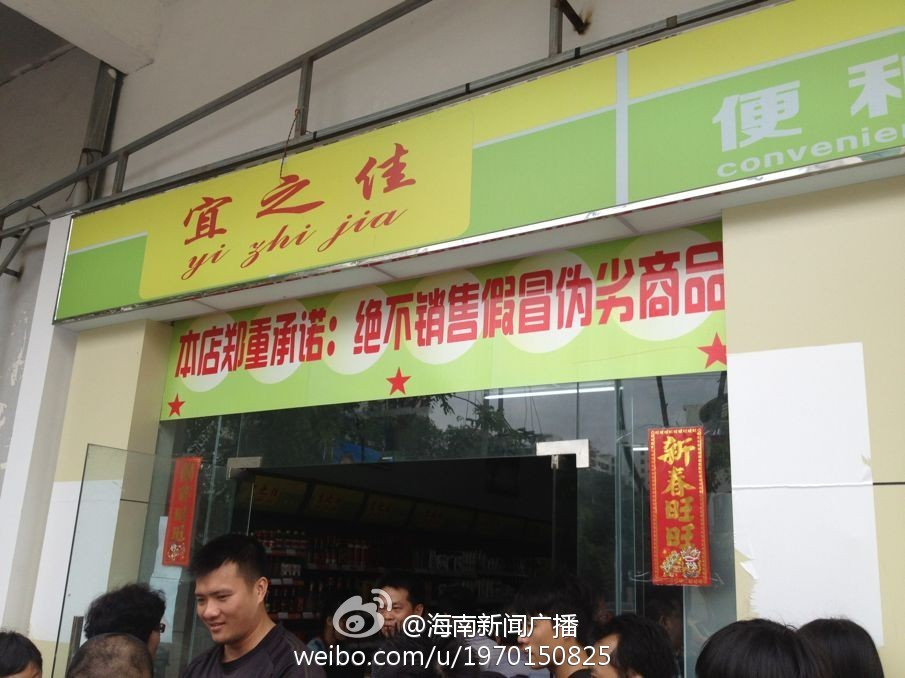 宜之佳
yi zhi jia
便利
convenien
本店郑重承诺：绝不销售假冒伪劣商品
新春旺旺
@海南新闻广播
weibo.com/u/1970150825